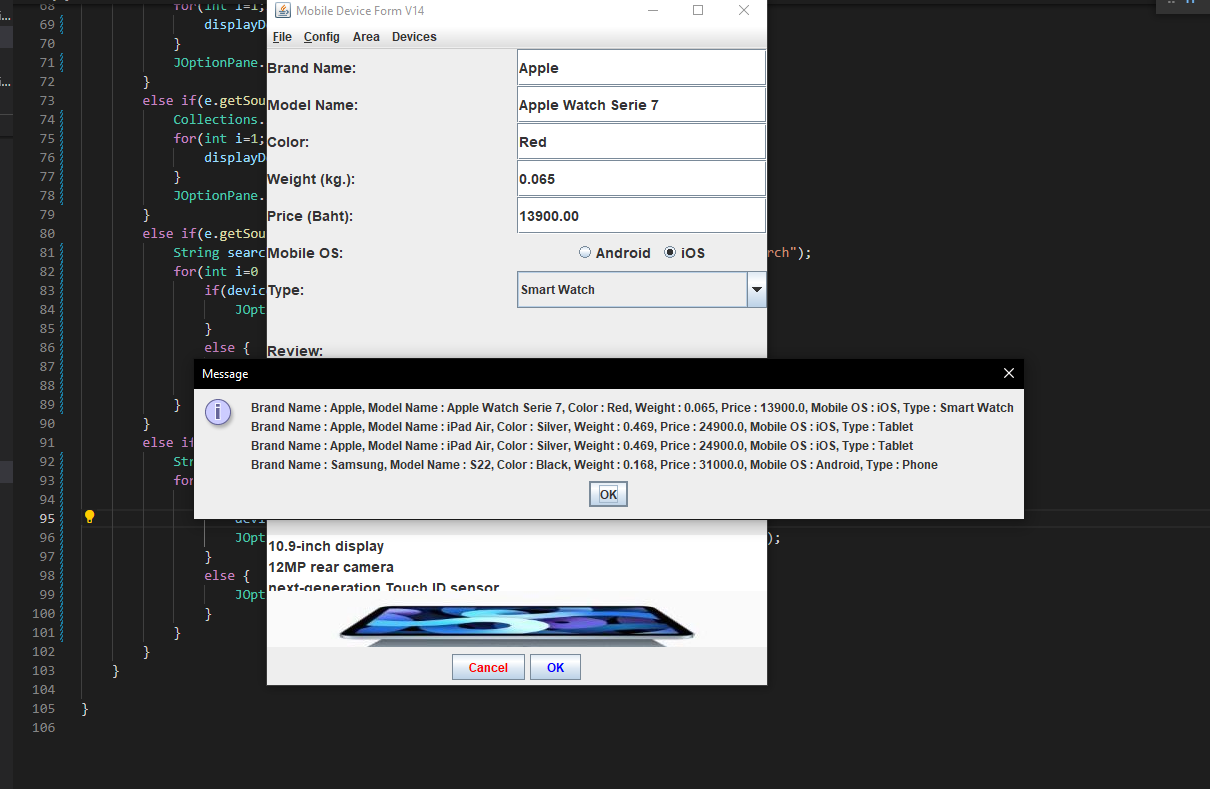 Mobile Device Form V14
File Config Area Devices
Brand Name: Apple
Model Name: Apple Watch Serie 7
Color: Red
Weight (kg.): 0.065
Price (Baht): 13900.00
Mobile OS: Android iOS
Type: Smart Watch
Review:
Message
Brand Name : Apple, Model Name : Apple Watch Serie 7, Color : Red, Weight : 0.065, Price : 13900.0, Mobile OS : iOS, Type : Smart Watch
Brand Name : Apple, Model Name : iPad Air, Color : Silver, Weight : 0.469, Price : 24900.0, Mobile OS : iOS, Type : Tablet
Brand Name : Apple, Model Name : iPad Air, Color : Silver, Weight : 0.469, Price : 24900.0, Mobile OS : iOS, Type : Tablet
Brand Name : Samsung, Model Name : S22, Color : Black, Weight : 0.168, Price : 31000.0, Mobile OS : Android, Type : Phone
OK
10.9-inch display
12MP rear camera
next-generation Touch ID sensor
Cancel OK
68 for(int i=1;
69 displayD
70 }
71 JOptionPane.
72 }
73 else if(e.getSou
74 Collections.
75 for(int i=1;
76 displayD
77 }
78 JOptionPane.
79 }
80 else if(e.getSou
81 String searc rch");
82 for(int i=0
83 if(devic
84 JOpt
85 }
86 else {
87
88
89 }
90 }
91 else if
92 Str
93 for
94
95 devi
96 JOpt );
97 }
98 else {
99 JOpt
100 }
101 }
102 }
103 }
104
105 }
106